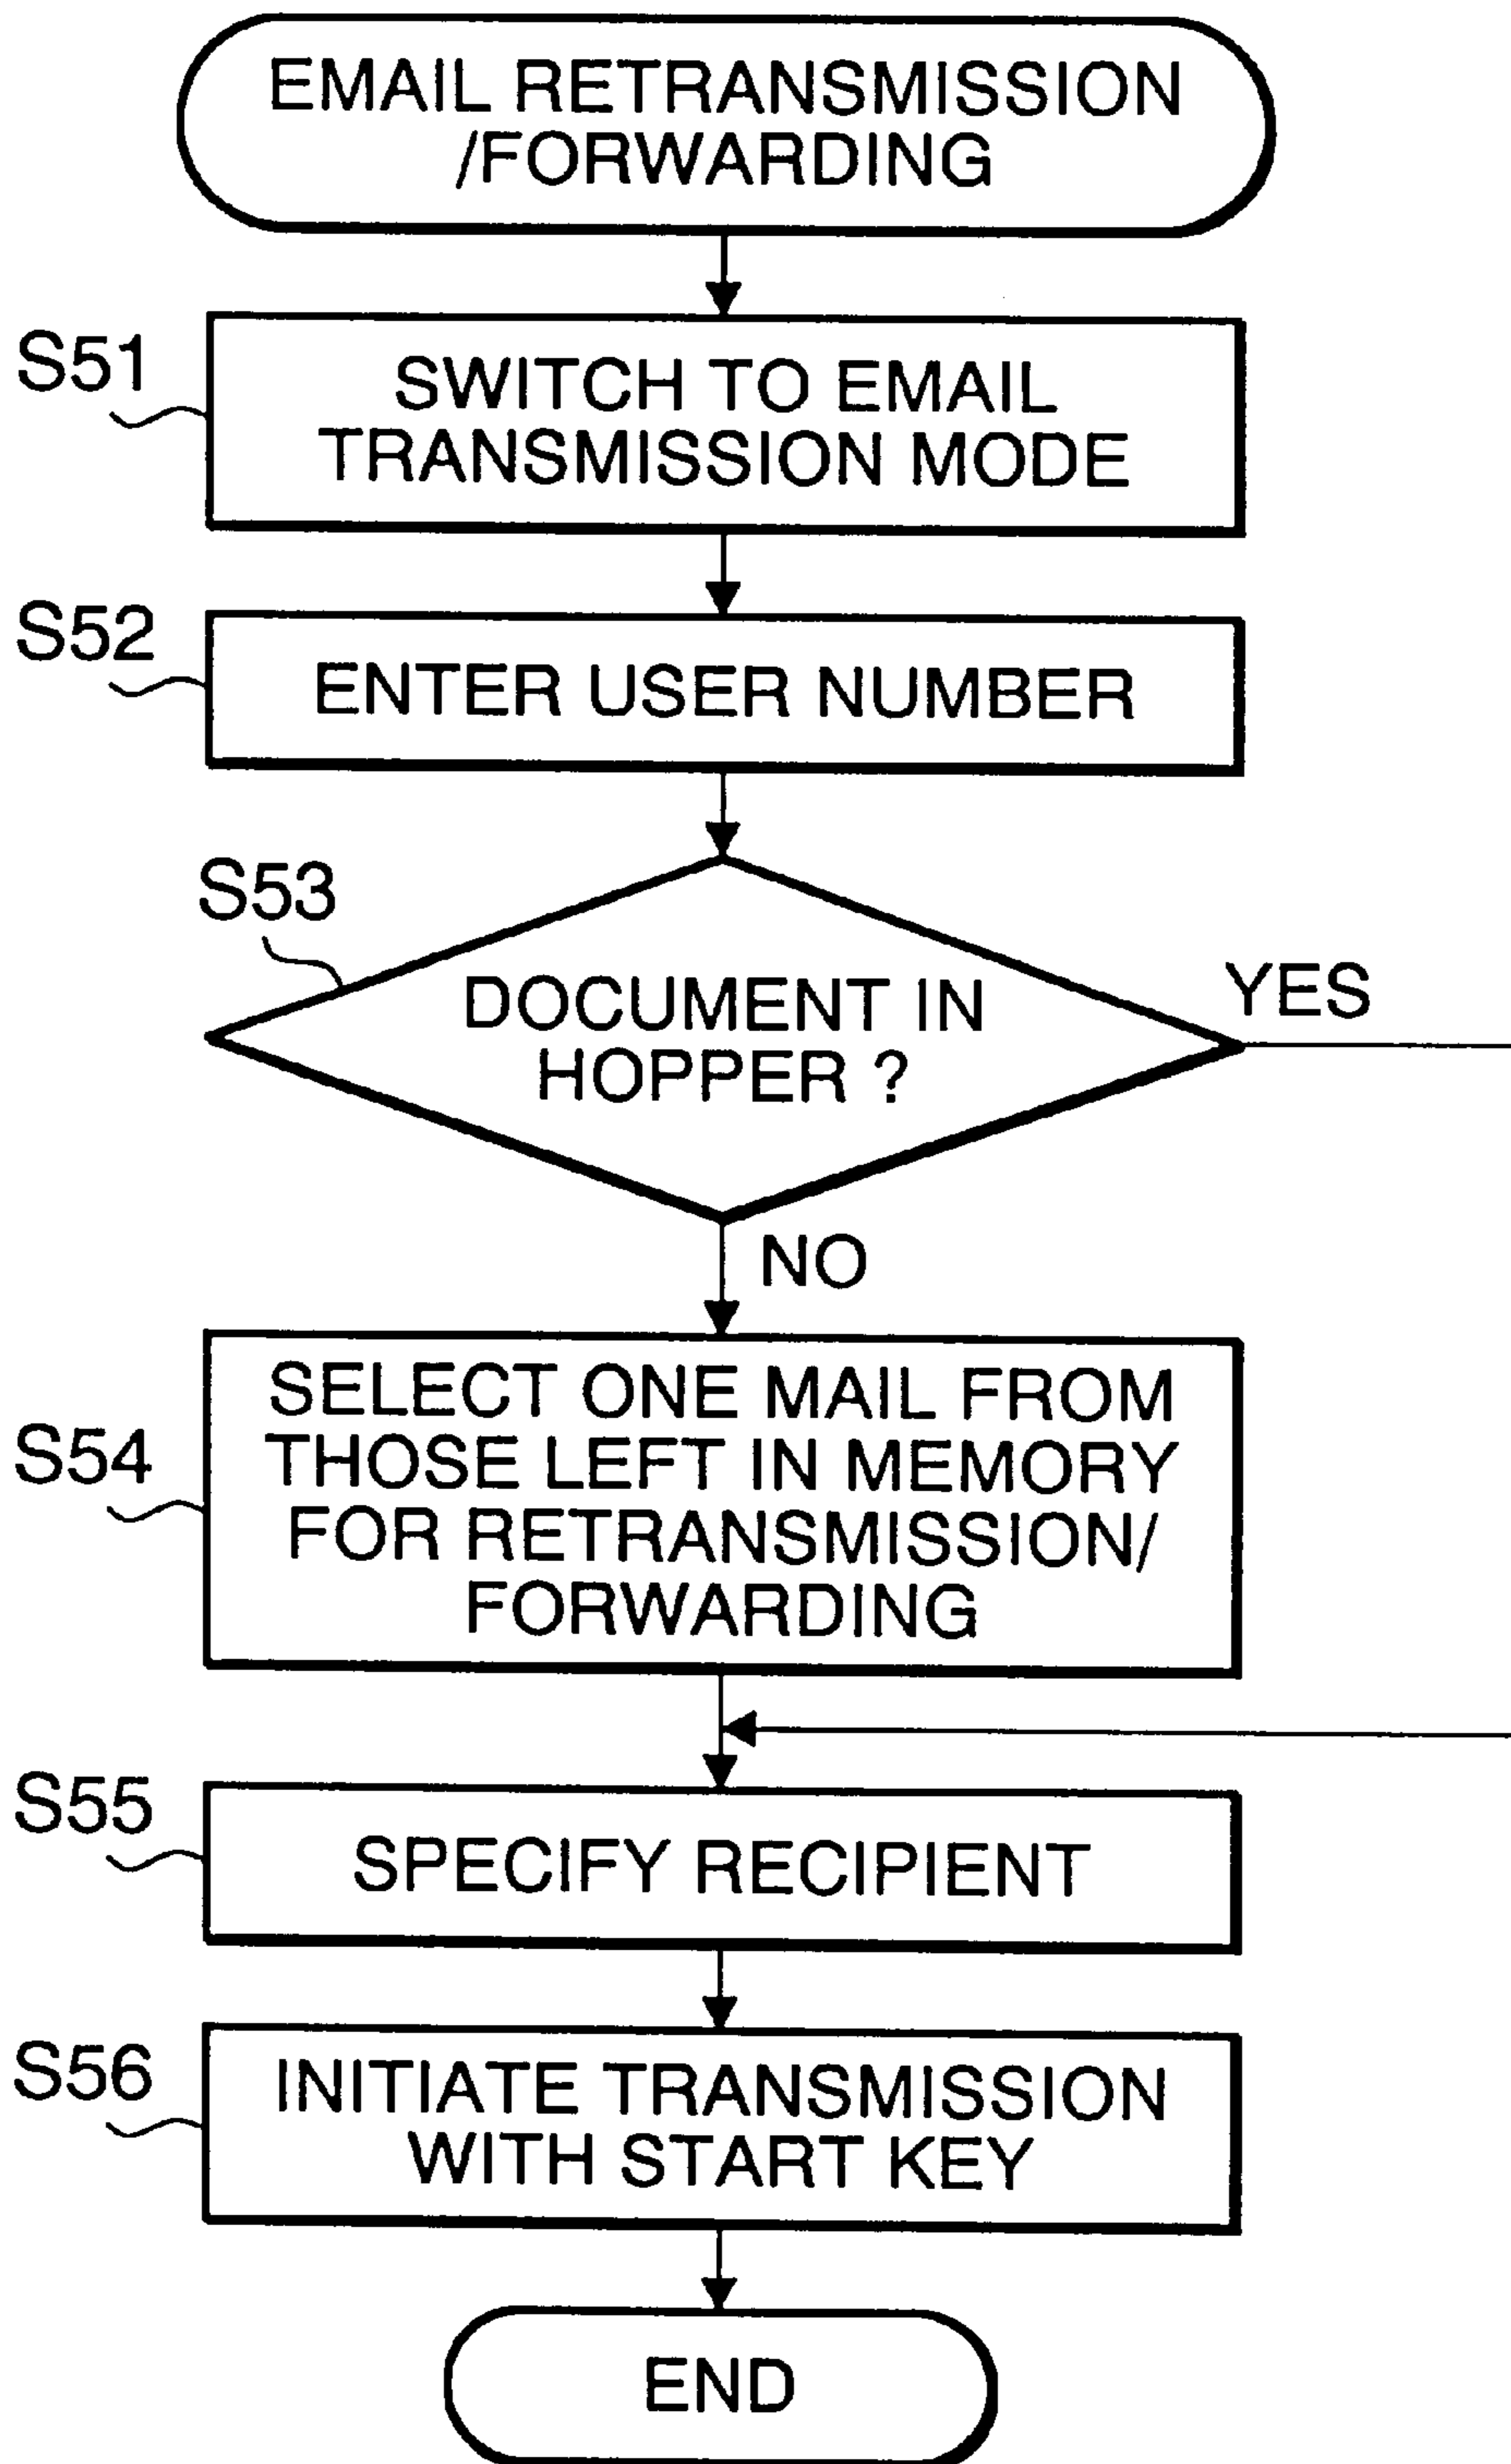 EMAIL RETRANSMISSION
/FORWARDING
S51
SWITCH TO EMAIL
TRANSMISSION MODE
S52
ENTER USER NUMBER
S53
DOCUMENT IN
HOPPER ?
YES
NO
S54
SELECT ONE MAIL FROM
THOSE LEFT IN MEMORY
FOR RETRANSMISSION/
FORWARDING
S55
SPECIFY RECIPIENT
S56
INITIATE TRANSMISSION
WITH START KEY
END